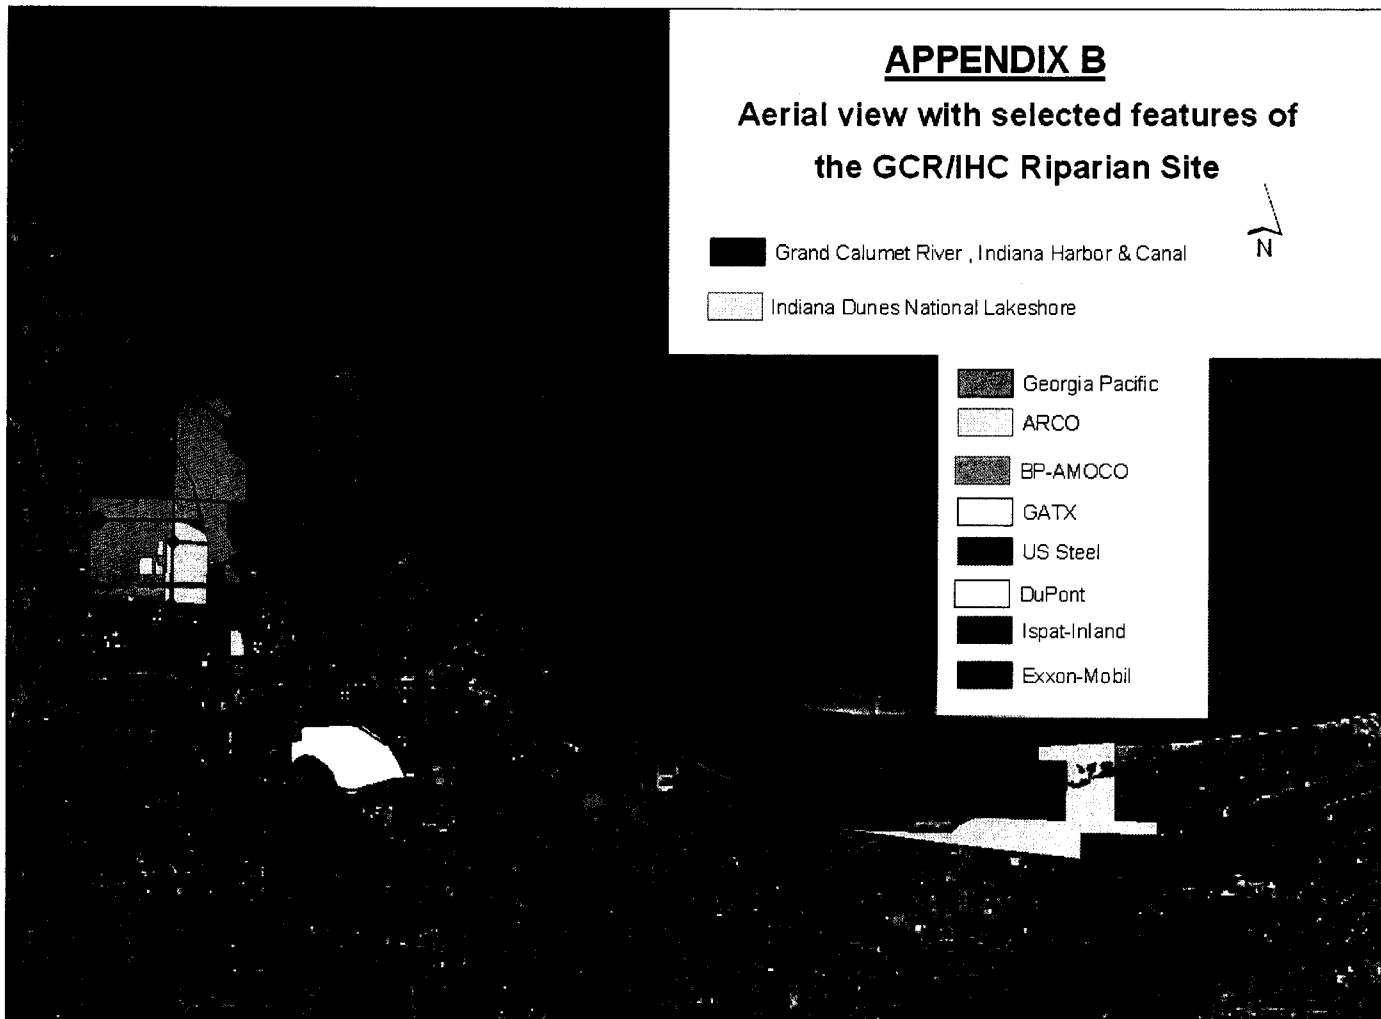 APPENDIX B
Aerial view with selected features of
the GCR/IHC Riparian Site
N
Grand Calumet River , Indiana Harbor & Canal
Indiana Dunes National Lakeshore
Georgia Pacific
ARCO
BP-AMOCO
GATX
US Steel
DuPont
Ispat-Inland
Exxon-Mobil